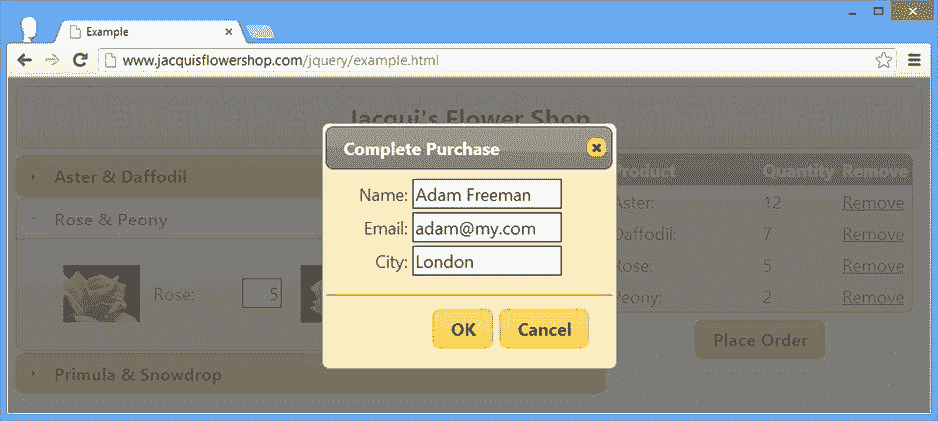 Example
www.jacquisflowershop.com/jquery/example.html
Jacqui's Flower Shop
Complete Purchase
Name: Adam Freeman
Email: adam@my.com
City: London
OK Cancel
Aster & Daffodil
Rose & Peony
Rose: 5
Primula & Snowdrop
Product Quantity Remove
Aster: 12 Remove
Daffodil: 7 Remove
Rose: 5 Remove
Peony: 2 Remove
Place Order